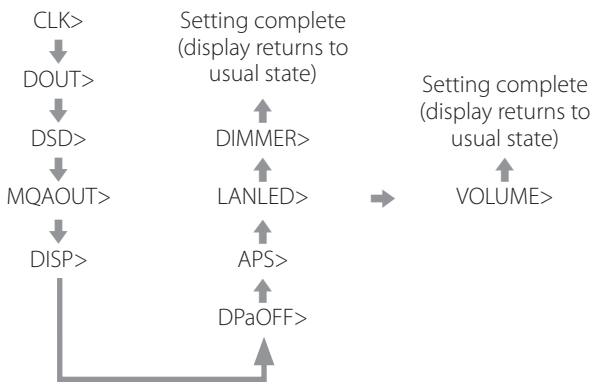 CLK>
DOUT>
DSD>
MQAOUT>
DISP>
Setting complete
(display returns to
usual state)
DIMMER>
LANLED>
APS>
DPaOFF>
Setting complete
(display returns to
usual state)
VOLUME>